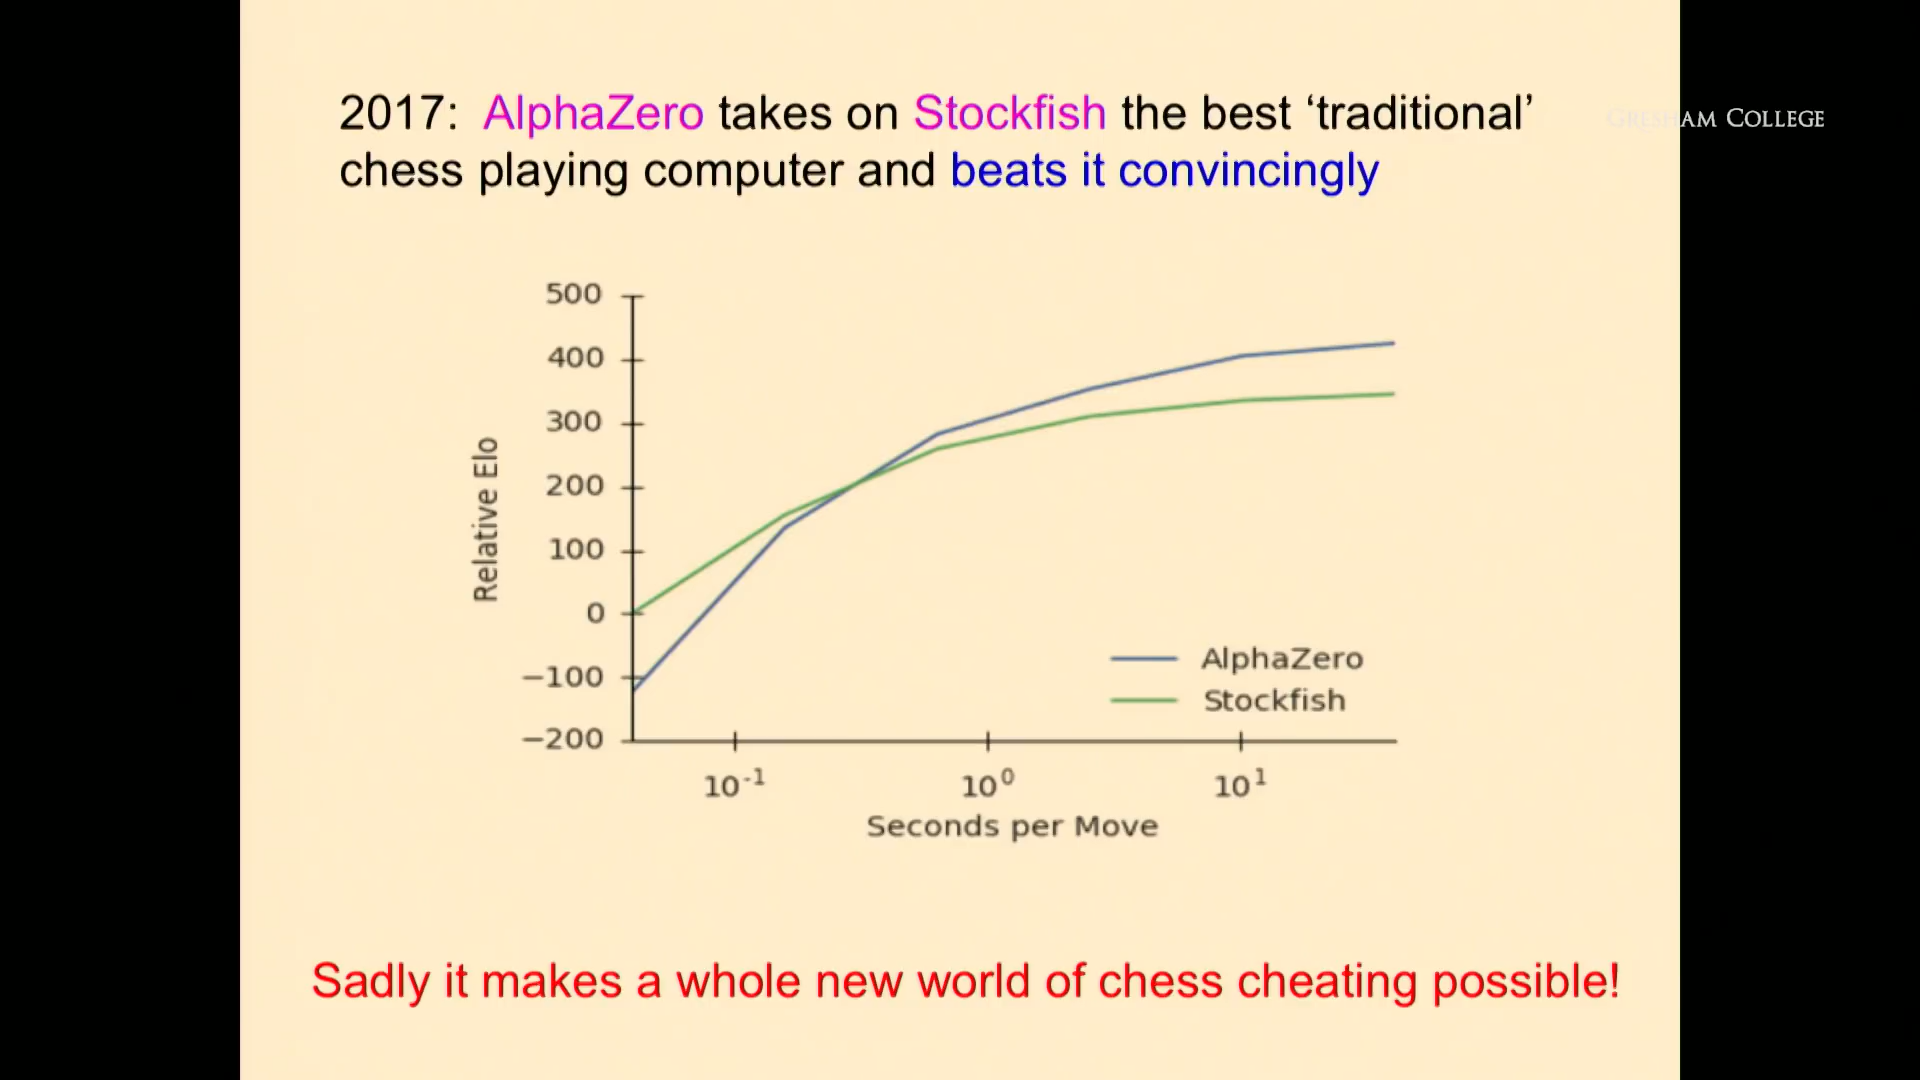 2017: AlphaZero takes on Stockfish the best ‘traditional’
chess playing computer and beats it convincingly
GRESHAM COLLEGE
500
400
300
200
100
0
−100
−200
Relative Elo
AlphaZero
Stockfish
10⁻¹
10⁰
10¹
Seconds per Move
Sadly it makes a whole new world of chess cheating possible!